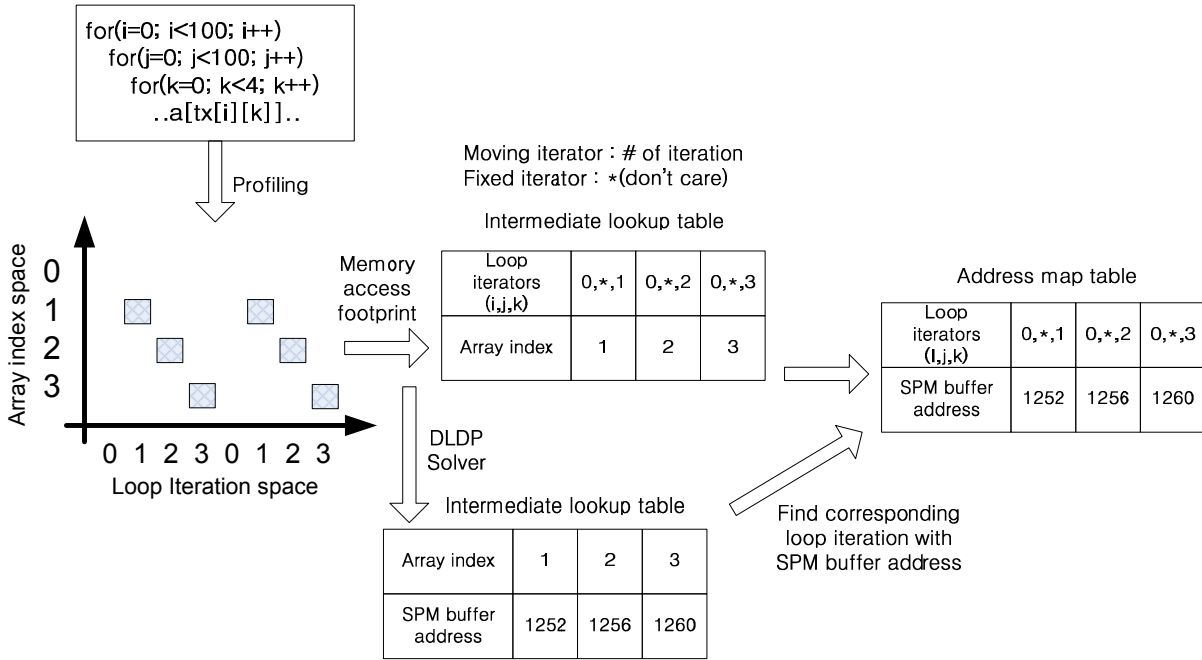 for(i=0; i<100; i++)
for(j=0; j<100; j++)
for(k=0; k<4; k++)
..a[tx[i][k]]..
Profiling
Moving iterator : # of iteration
Fixed iterator : *(don't care)
Array index space
0
1
2
3
0 1 2 3 0 1 2 3
Loop Iteration space
Memory
access
footprint
Intermediate lookup table
Loop
iterators
(i,j,k)
0,*,1
0,*,2
0,*,3
Array index
1
2
3
DLDP
Solver
Intermediate lookup table
Array index
1
2
3
SPM buffer
address
1252
1256
1260
Address map table
Loop
iterators
(I,j,k)
0,*,1
0,*,2
0,*,3
SPM buffer
address
1252
1256
1260
Find corresponding
loop iteration with
SPM buffer address